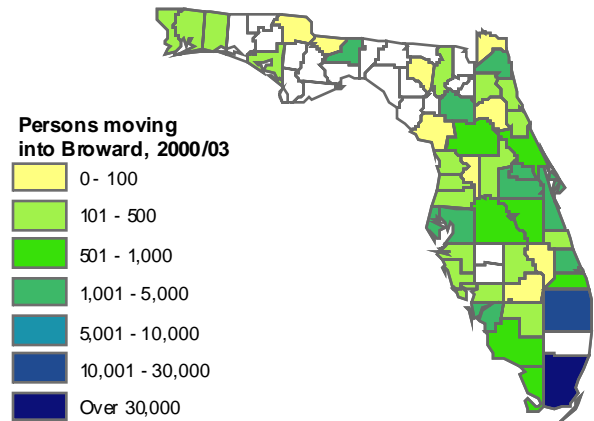 Persons moving
into Broward, 2000/03
0 - 100
101 - 500
501 - 1,000
1,001 - 5,000
5,001 - 10,000
10,001 - 30,000
Over 30,000